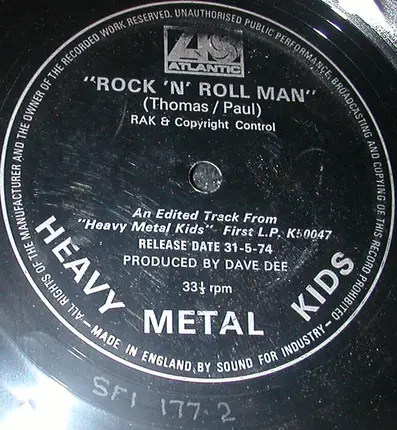 ALL RIGHTS OF THE MANUFACTURER AND THE OWNER OF THE RECORDED WORK RESERVED. UNAUTHORISED PUBLIC PERFORMANCE, BROADCASTING AND COPYING OF THIS RECORD PROHIBITED
ATLANTIC
"ROCK 'N' ROLL MAN"
(Thomas / Paul)
RAK & Copyright Control
An Edited Track From
"Heavy Metal Kids" First L.P. K50047
RELEASE DATE 31-5-74
PRODUCED BY DAVE DEE
33⅓ rpm
HEAVY METAL KIDS
—MADE IN ENGLAND BY SOUND FOR INDUSTRY—
SFI 177·2